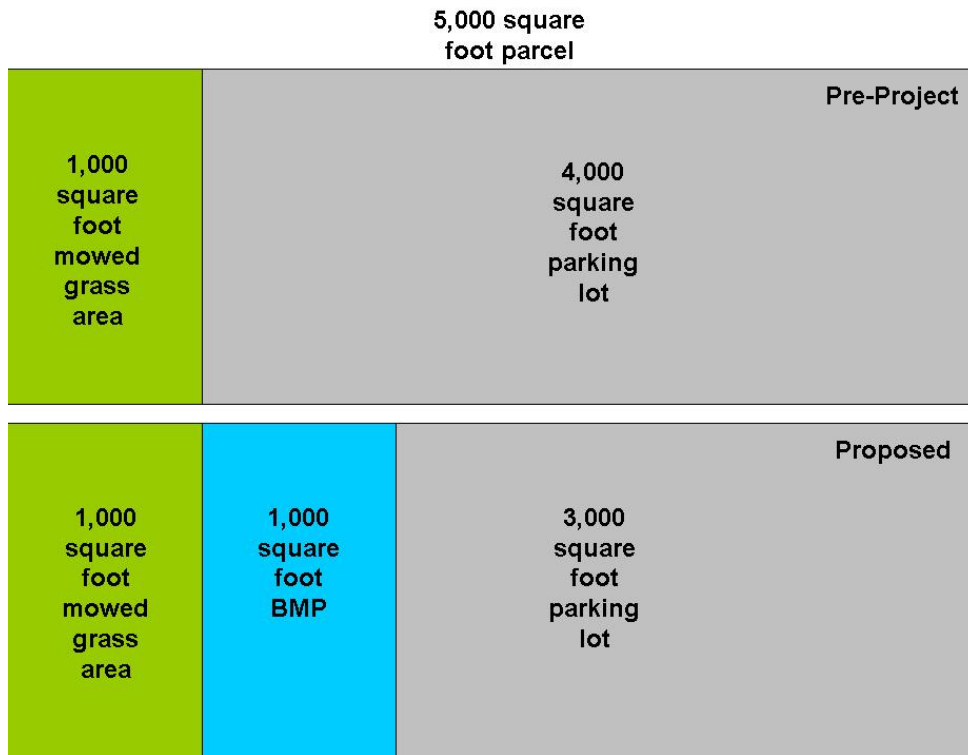 5,000 square
foot parcel
Pre-Project
1,000
square
foot
mowed
grass
area
4,000
square
foot
parking
lot
Proposed
1,000
square
foot
mowed
grass
area
1,000
square
foot
BMP
3,000
square
foot
parking
lot